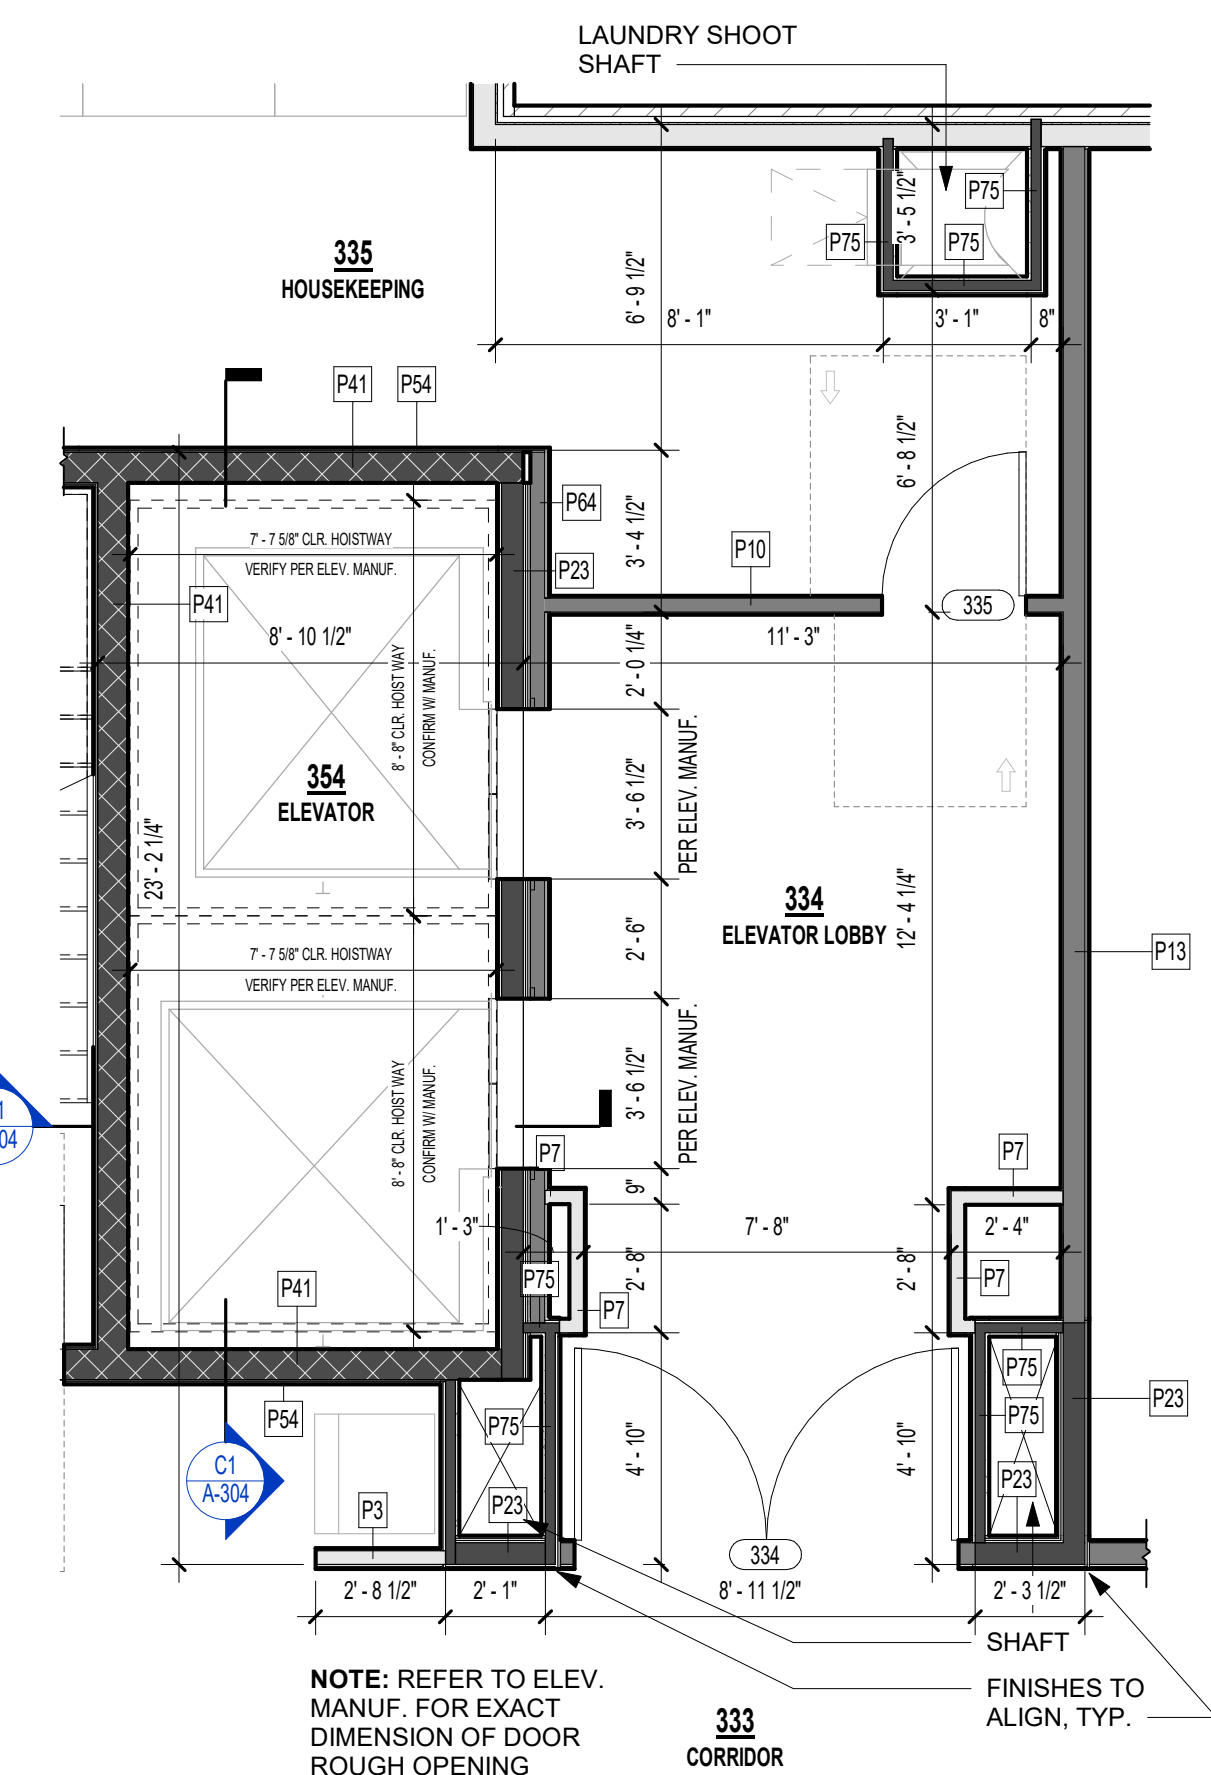 LAUNDRY SHOOT
SHAFT
P75
3' - 5 1/2"
P75
P75
335
HOUSEKEEPING
6' - 9 1/2"
8' - 1"
3' - 1"
8"
P41
P54
6' - 8 1/2"
P64
3' - 4 1/2"
7' - 7 5/8" CLR. HOISTWAY
VERIFY PER ELEV. MANUF.
P23
P10
P41
335
8' - 10 1/2"
11' - 3"
2' - 0 1/4"
8' - 8" CLR. HOIST WAY
CONFIRM W/ MANUF.
354
ELEVATOR
3' - 6 1/2"
PER ELEV. MANUF.
23' - 2 1/4"
334
ELEVATOR LOBBY
12' - 4 1/4"
2' - 6"
P13
7' - 7 5/8" CLR. HOISTWAY
VERIFY PER ELEV. MANUF.
8' - 8" CLR. HOIST WAY
CONFIRM W/ MANUF.
3' - 6 1/2"
PER ELEV. MANUF.
1
04
P7
P7
9"
1' - 3"
7' - 8"
2' - 4"
P75
2' - 8"
2' - 8"
P7
P7
P41
P75
P54
P75
P75
P23
4' - 10"
4' - 10"
C1
A-304
P3
P23
P23
334
2' - 8 1/2"
2' - 1"
8' - 11 1/2"
2' - 3 1/2"
SHAFT
FINISHES TO
ALIGN, TYP.
NOTE: REFER TO ELEV.
MANUF. FOR EXACT
DIMENSION OF DOOR
ROUGH OPENING
333
CORRIDOR